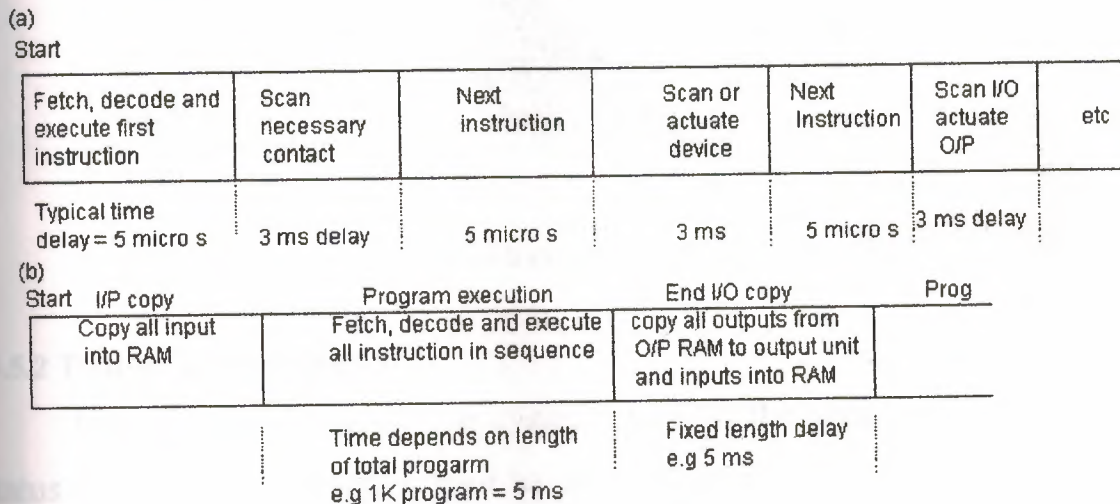 (a)
Start
Fetch, decode and
execute first
instruction
Scan
necessary
contact
Next
instruction
Scan or
actuate
device
Next
Instruction
Scan I/O
actuate
O/P
etc
Typical time
delay = 5 micro s
3 ms delay
5 micro s
3 ms
5 micro s
3 ms delay
(b)
Start I/P copy
Program execution
End I/O copy
Prog
Copy all input
into RAM
Fetch, decode and execute
all instruction in sequence
copy all outputs from
O/P RAM to output unit
and inputs into RAM
Time depends on length
of total progarm
e.g 1K program = 5 ms
Fixed length delay
e.g 5 ms